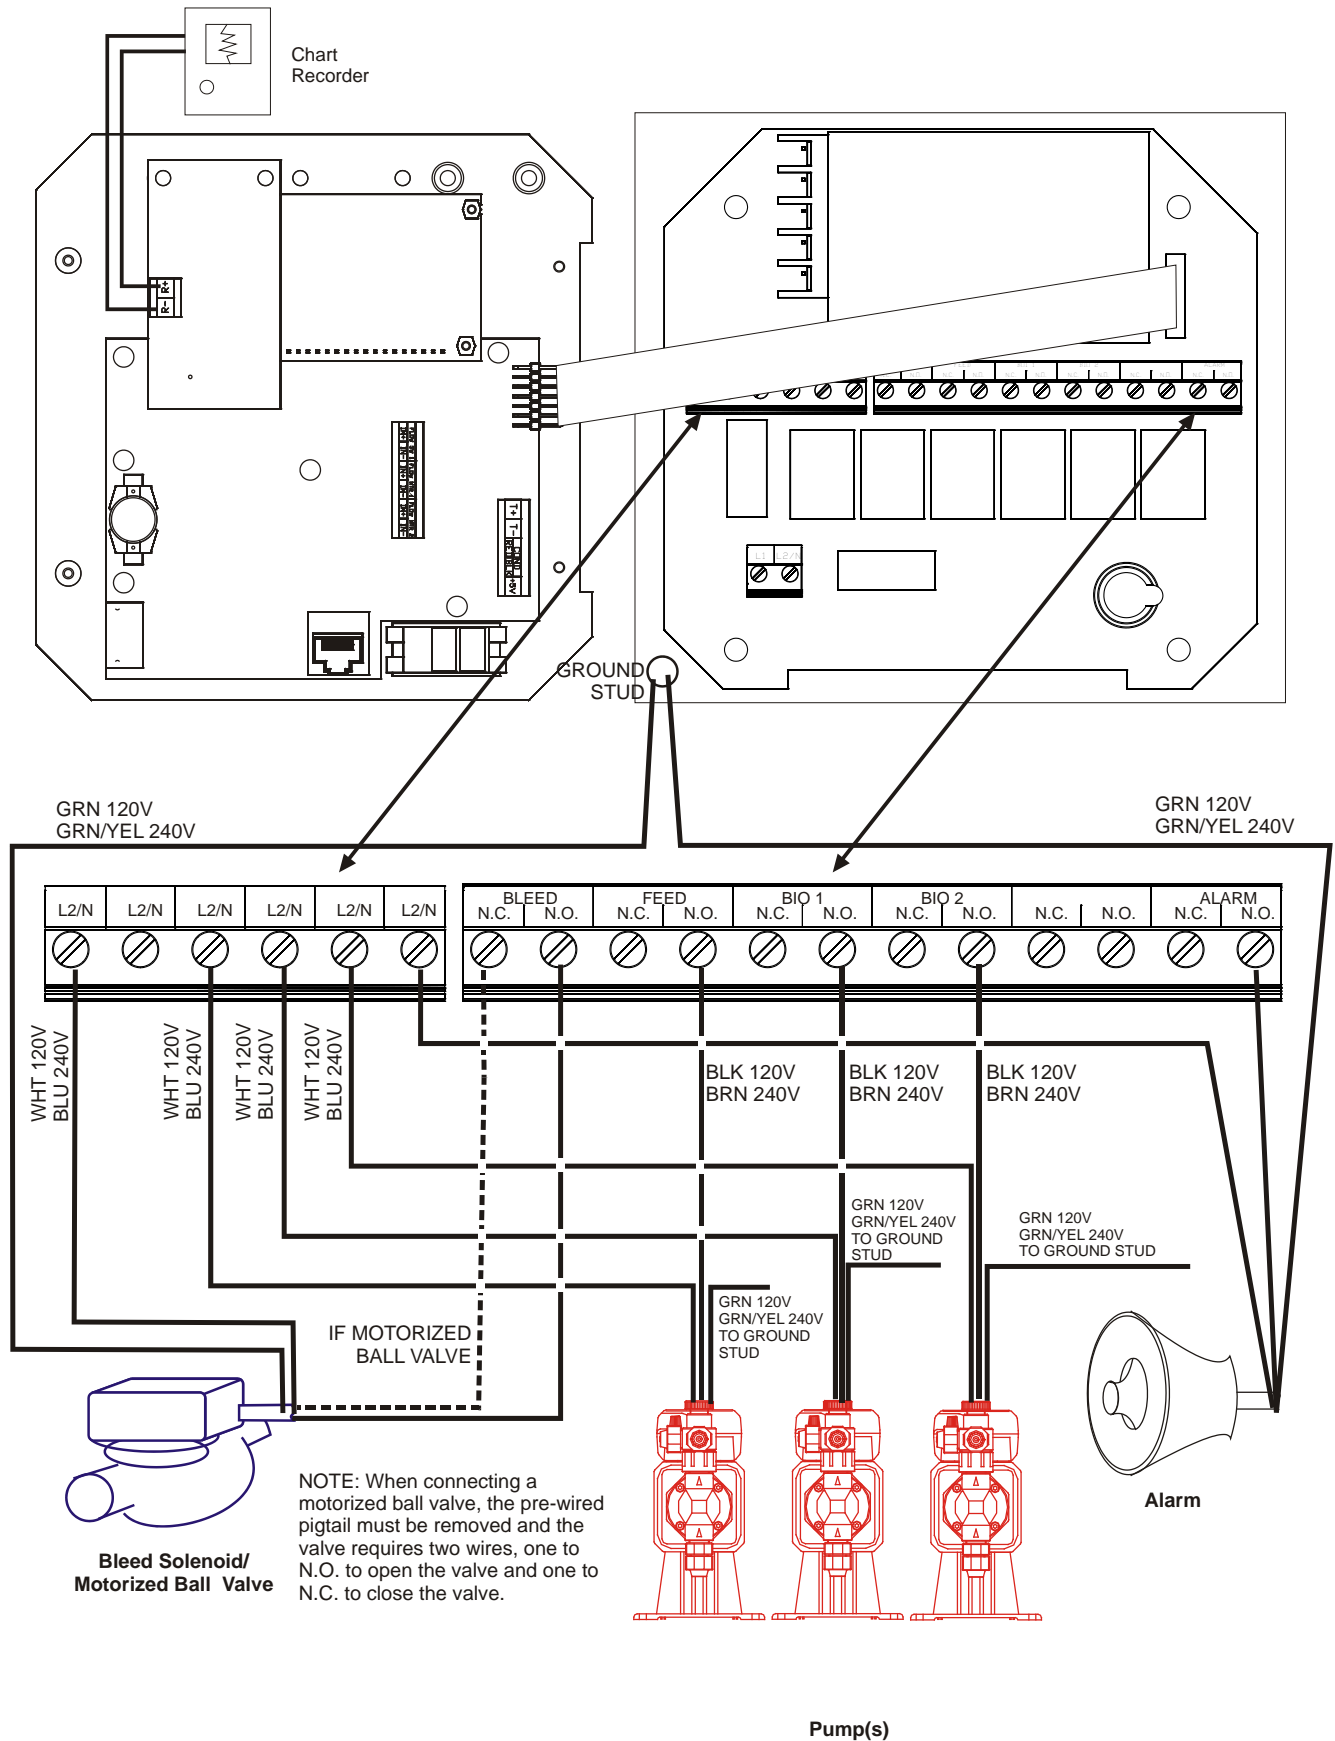 Chart
Recorder
R+
R-
T+
T-
+5V
L1 L2/N
N.C. N.O. N.C. N.O. N.C. N.O. N.C. N.O.
BIO 2
ALARM
GROUND
STUD
GRN 120V
GRN/YEL 240V
GRN 120V
GRN/YEL 240V
L2/N L2/N L2/N L2/N L2/N L2/N
BLEED FEED BIO 1 BIO 2 ALARM
N.C. N.O. N.C. N.O. N.C. N.O. N.C. N.O. N.C. N.O. N.C. N.O.
WHT 120V
BLU 240V
WHT 120V
BLU 240V
WHT 120V
BLU 240V
WHT 120V
BLU 240V
BLK 120V
BRN 240V
BLK 120V
BRN 240V
BLK 120V
BRN 240V
GRN 120V
GRN/YEL 240V
TO GROUND
STUD
GRN 120V
GRN/YEL 240V
TO GROUND
STUD
GRN 120V
GRN/YEL 240V
TO GROUND STUD
IF MOTORIZED
BALL VALVE
NOTE: When connecting a
motorized ball valve, the pre-wired
pigtail must be removed and the
valve requires two wires, one to
N.O. to open the valve and one to
N.C. to close the valve.
Bleed Solenoid/
Motorized Ball Valve
Alarm
Pump(s)